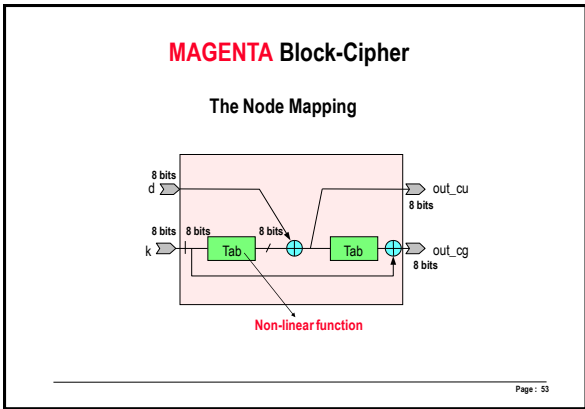 MAGENTA Block-Cipher
The Node Mapping
8 bits
d
out_cu
8 bits
8 bits 8 bits 8 bits
k
Tab
Tab
out_cg
8 bits
Non-linear function
Page : 53